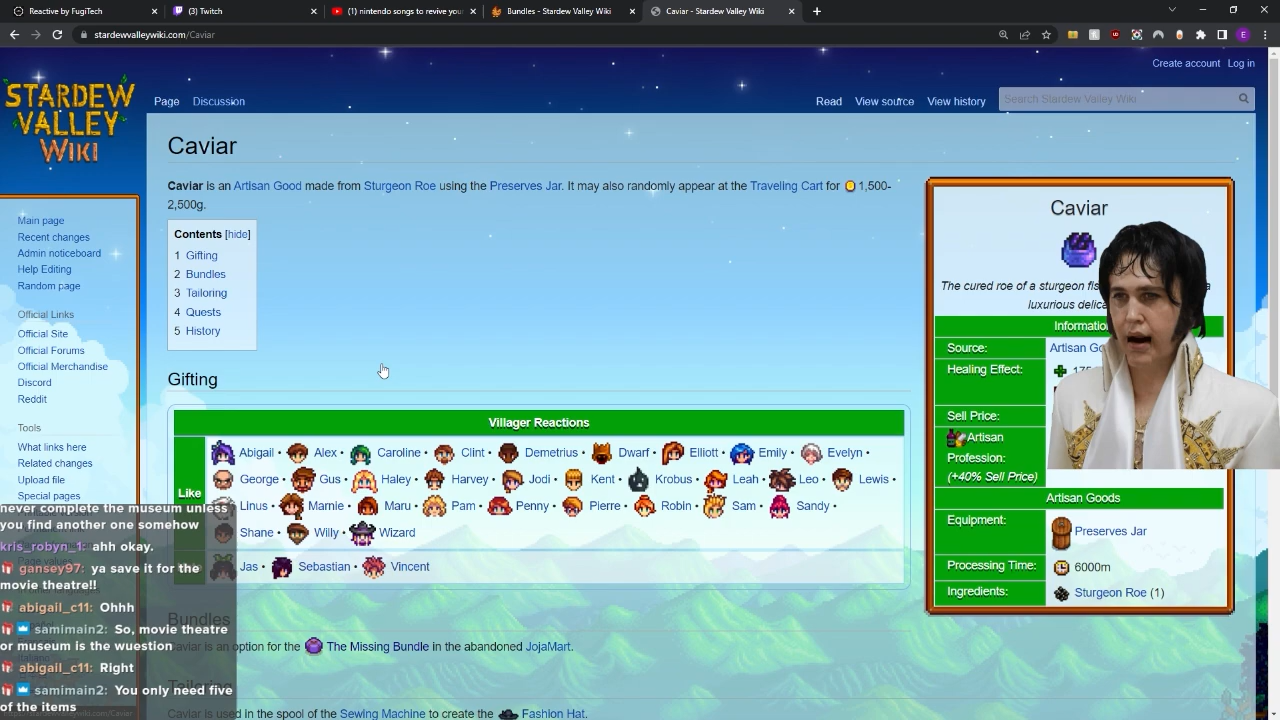 Reactive by FugiTech
(3) Twitch
(1) nintendo songs to revive your
Bundles - Stardew Valley Wiki
Caviar - Stardew Valley Wiki
stardewvalleywiki.com/Caviar
Create account Log in
STARDEW
VALLEY
WIKI
Page Discussion
Read View source View history
Search Stardew Valley Wiki
Main page
Recent changes
Admin noticeboard
Help Editing
Random page
Official Links
Official Site
Official Forums
Official Merchandise
Discord
Reddit
Tools
What links here
Related changes
Upload file
Special pages
Caviar
Caviar is an Artisan Good made from Sturgeon Roe using the Preserves Jar. It may also randomly appear at the Traveling Cart for 1,500-
2,500g.
Contents [hide]
1 Gifting
2 Bundles
3 Tailoring
4 Quests
5 History
Gifting
Villager Reactions
Like
Abigail • Alex • Caroline • Clint • Demetrius • Dwarf • Elliott • Emily • Evelyn •
George • Gus • Haley • Harvey • Jodi • Kent • Krobus • Leah • Leo • Lewis •
Linus • Marnie • Maru • Pam • Penny • Pierre • Robin • Sam • Sandy •
Shane • Willy • Wizard
Jas • Sebastian • Vincent
Bundles
Caviar is an option for the The Missing Bundle in the abandoned JojaMart.
Tailoring
Caviar is used in the spool of the Sewing Machine to create the Fashion Hat.
Caviar
The cured roe of a sturgeon
luxurious
Source:
Healing Effect:
Sell Price:
Artisan
Profession:
(+40% Sell Price)
Artisan Goods
Equipment: Preserves Jar
Processing Time: 6000m
Ingredients: Sturgeon Roe (1)
never complete the museum unless
you find another one somehow
kris_robyn_1: ahh okay.
gansey97: ya save it for the
movie theatre!!
abigail_c11: Ohhh
samimain2: So, movie theatre
or museum is the wuestion
abigail_c11: RIght
samimain2: You only need five
of the items